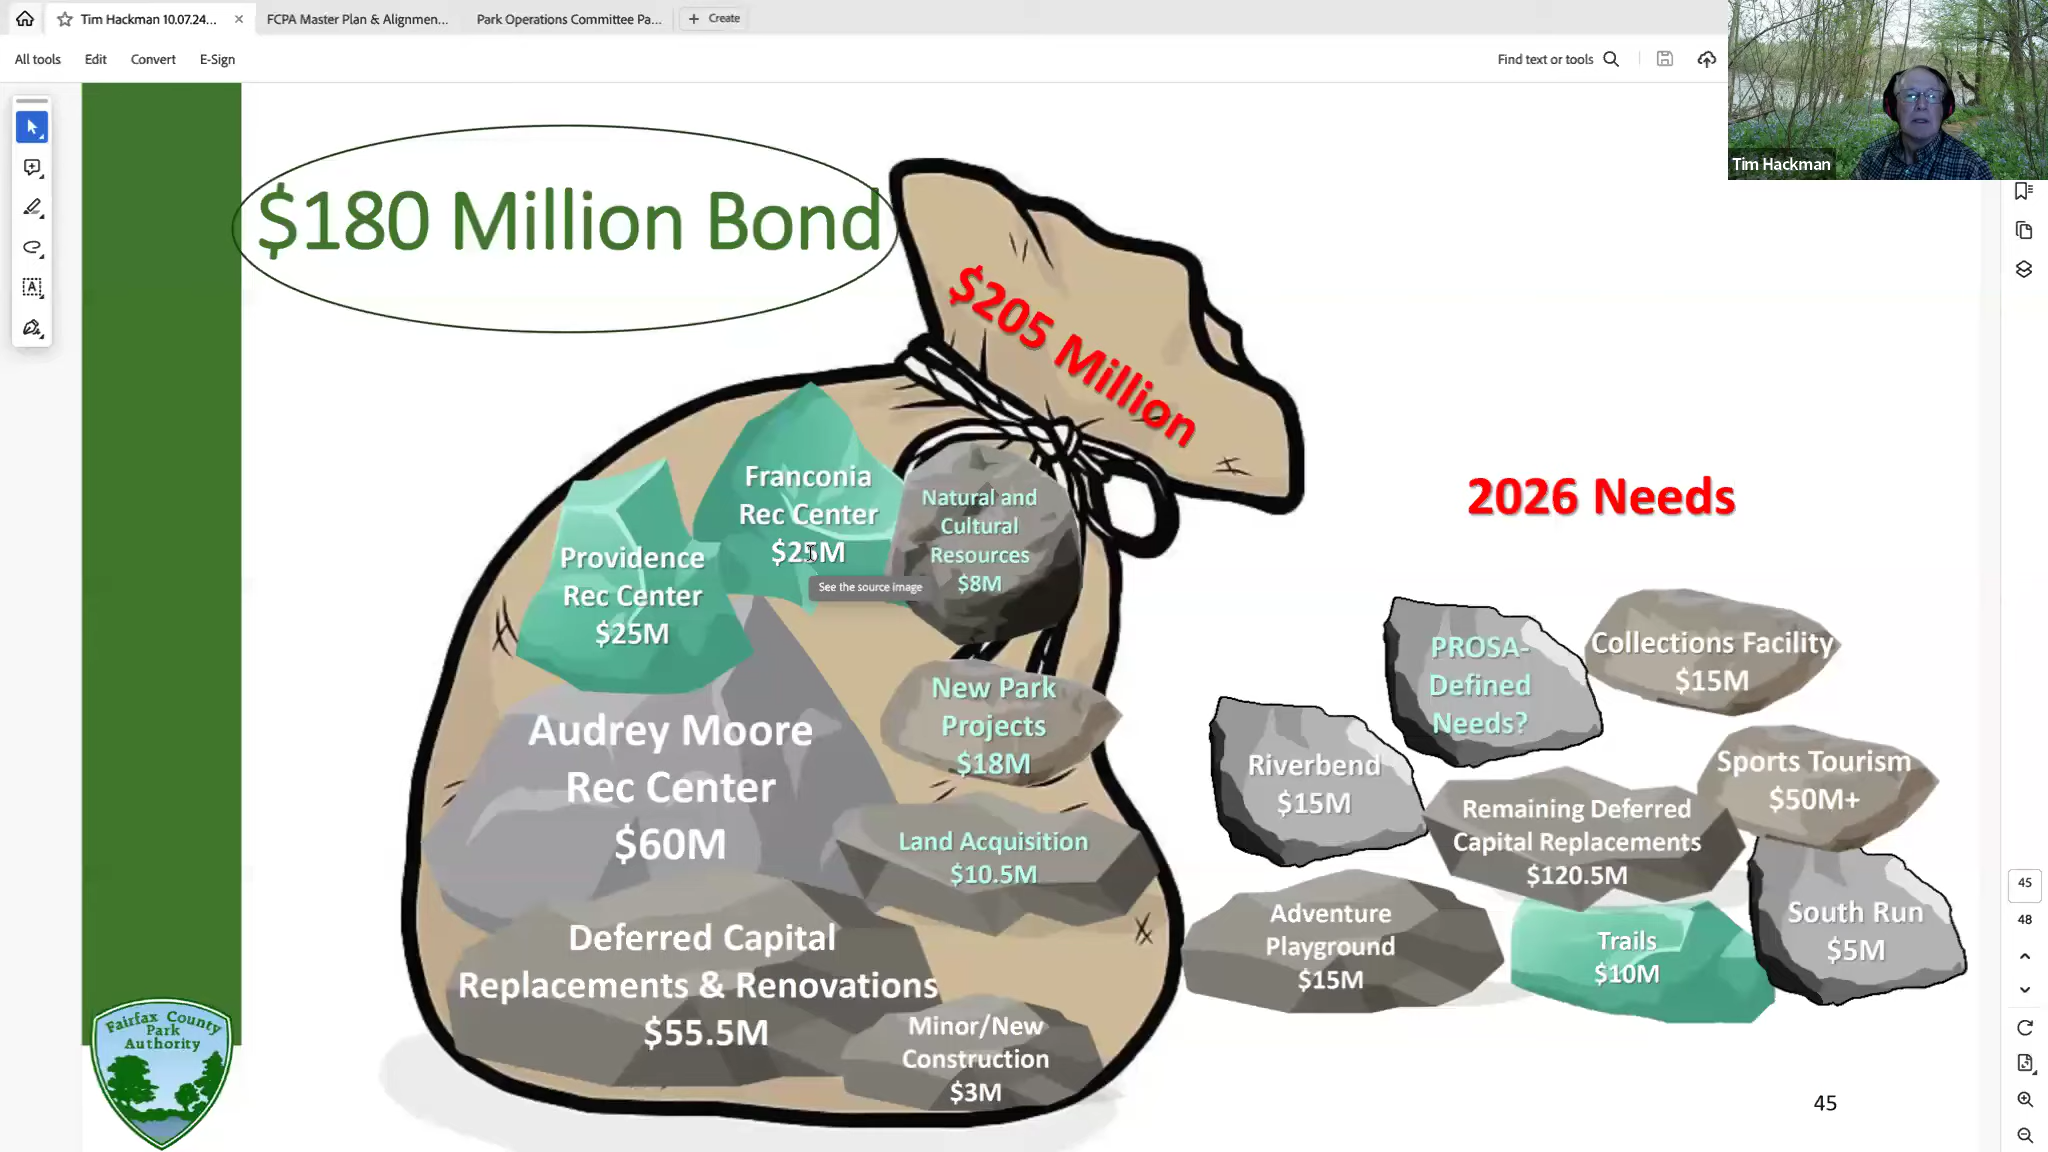 Tim Hackman 10.07.24...
FCPA Master Plan & Alignmen...
Park Operations Committee Pa...
Create
All tools
Edit
Convert
E-Sign
Find text or tools
Tim Hackman
$180 Million Bond
$205 Million
Franconia
Rec Center
$25M
See the source image
Natural and
Cultural
Resources
$8M
Providence
Rec Center
$25M
New Park
Projects
$18M
Audrey Moore
Rec Center
$60M
Land Acquisition
$10.5M
Deferred Capital
Replacements & Renovations
$55.5M
Minor/New
Construction
$3M
2026 Needs
PROSA-
Defined
Needs?
Collections Facility
$15M
Riverbend
$15M
Sports Tourism
$50M+
Remaining Deferred
Capital Replacements
$120.5M
Adventure
Playground
$15M
Trails
$10M
South Run
$5M
Fairfax County
Park
Authority
45
45
48